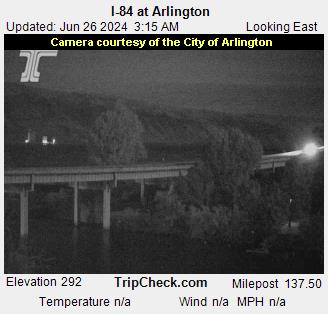 I-84 at Arlington
Updated: Jun 26 2024 3:15 AM Looking East
Camera courtesy of the City of Arlington
Elevation 292 TripCheck.com Milepost 137.50
Temperature n/a Wind n/a MPH n/a